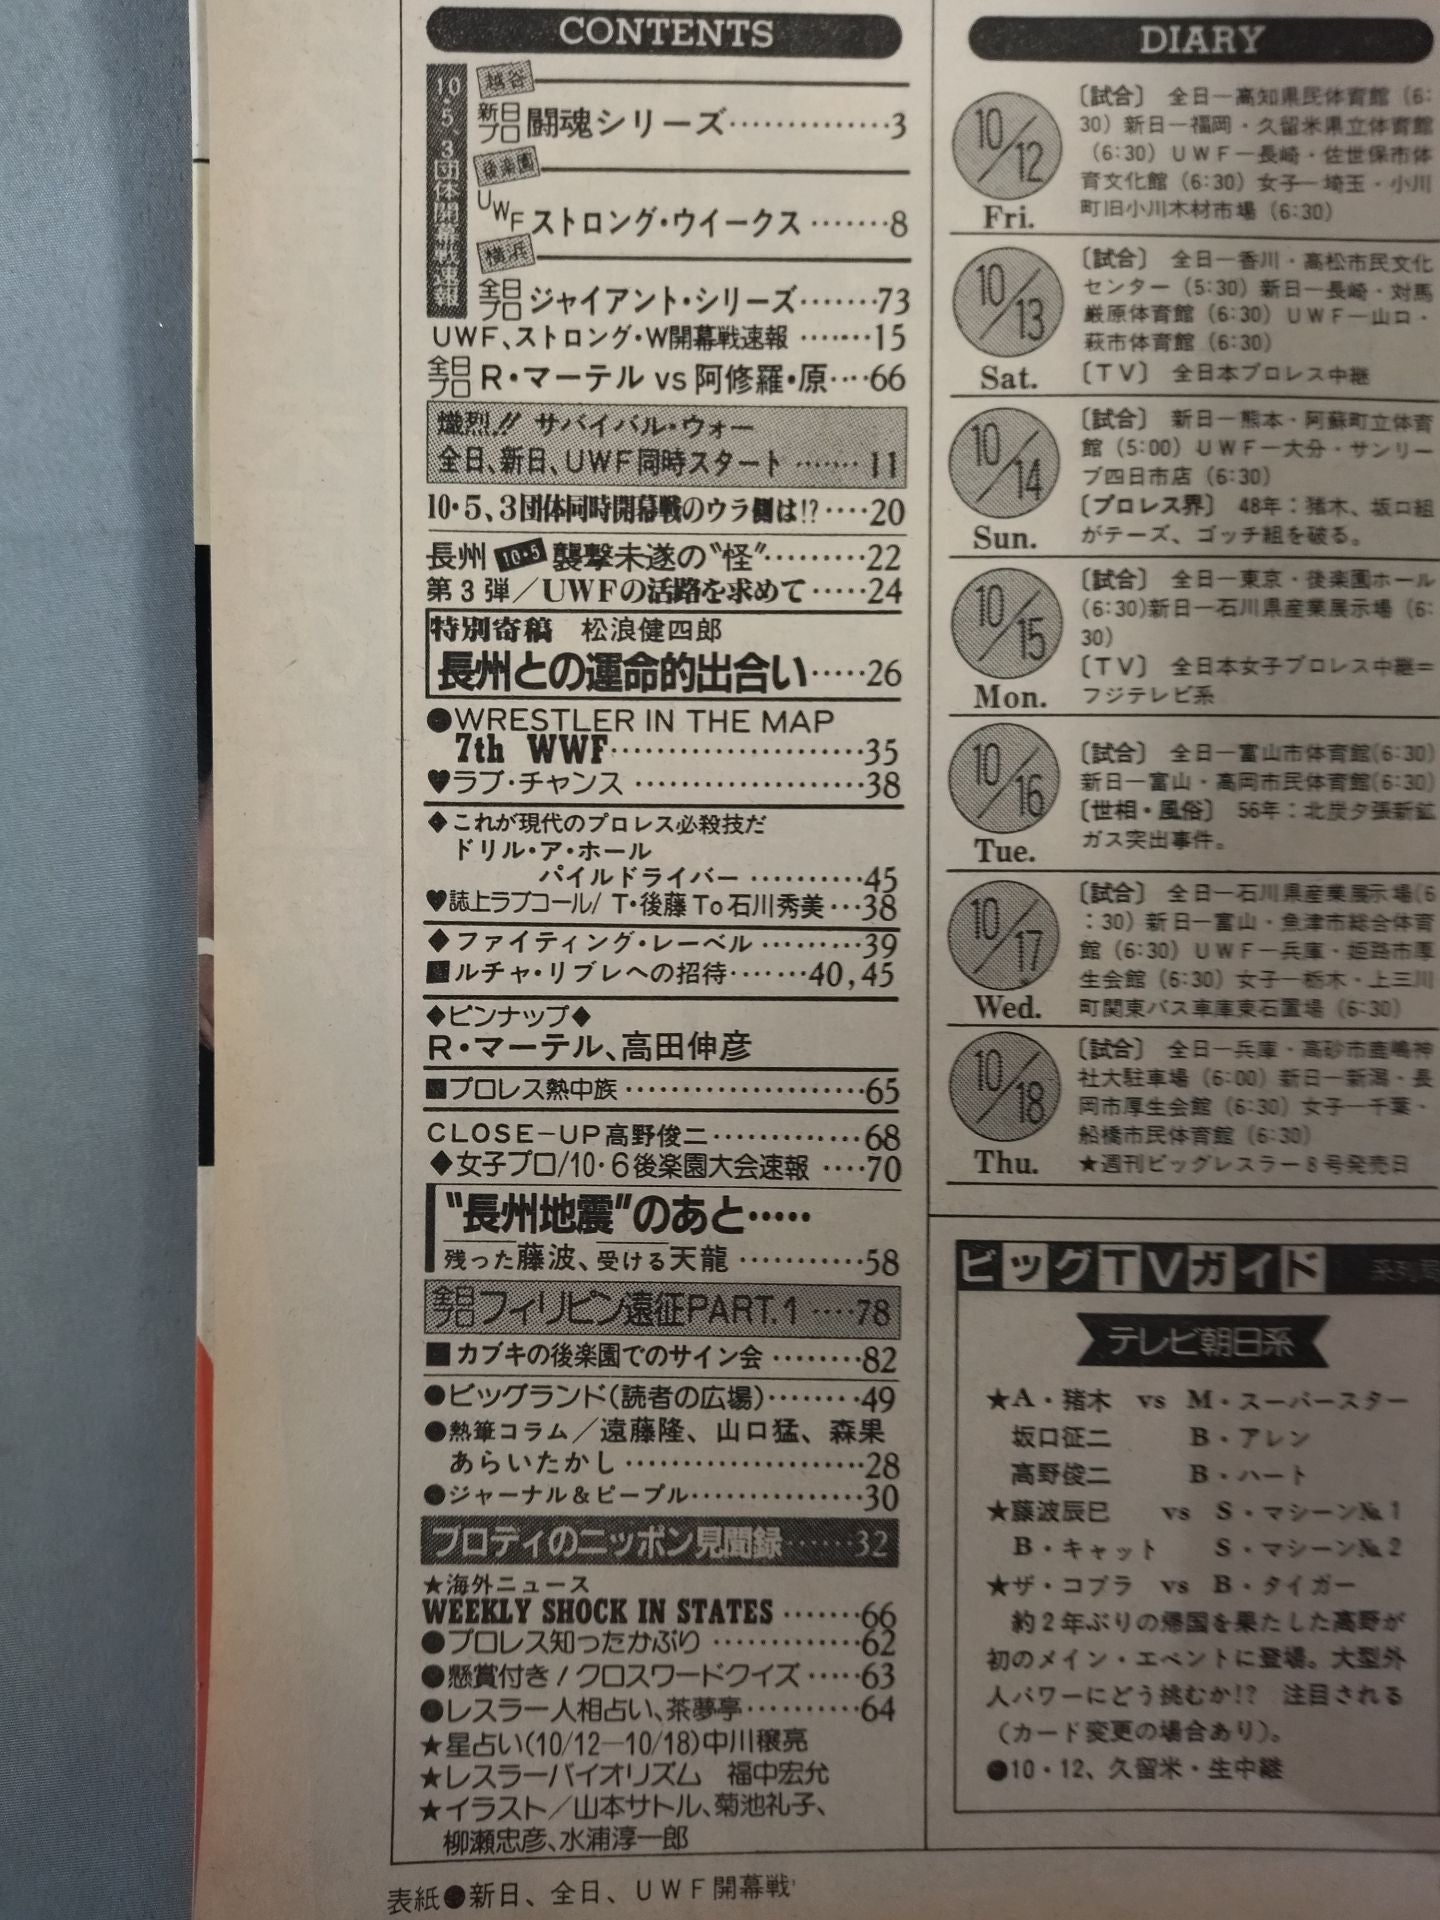 CONTENTS
10・5、3団体開幕戦速報
越谷
新日プロ 闘魂シリーズ……………3
後楽園
UWF ストロング・ウイークス……8
横浜
全日プロ ジャイアント・シリーズ……73
UWF、ストロング・W開幕戦速報……15
全日プロ R・マーテル vs 阿修羅・原…66
熾烈!! サバイバル・ウォー
全日、新日、UWF同時スタート……11
10・5、3団体同時開幕戦のウラ側は!?…20
長州 10・5 襲撃未遂の"怪"………22
第3弾/UWFの活路を求めて……24
特別寄稿 松浪健四郎
長州との運命的出合い……26
●WRESTLER IN THE MAP
7th WWF……………………35
♥ラブ・チャンス…………………38
◆これが現代のプロレス必殺技だ
ドリル・ア・ホール
パイルドライバー…………45
♥誌上ラブコール/T・後藤To石川秀美…38
◆ファイティング・レーベル………39
■ルチャ・リブレへの招待……40,45
◆ピンナップ◆
R・マーテル、高田伸彦
■プロレス熱中族…………………65
CLOSE-UP高野俊二…………68
◆女子プロ/10・6後楽園大会速報…70
"長州地震"のあと……
残った藤波、受ける天龍…………58
全日プロ フィリピン遠征PART.1…78
■カブキの後楽園でのサイン会………82
●ビッグランド(読者の広場)………49
●熱筆コラム/遠藤隆、山口猛、森果
あらいたかし…………………28
●ジャーナル&ピープル……………30
ブロディのニッポン見聞録……32
★海外ニュース
WEEKLY SHOCK IN STATES……66
●プロレス知ったかぶり…………62
●懸賞付き!クロスワードクイズ……63
●レスラー人相占い、茶夢亭………64
★星占い(10/12—10/18)中川穣亮
★レスラーバイオリズム 福中宏允
★イラスト/山本サトル、菊池礼子、
柳瀬忠彦、水浦淳一郎
表紙●新日、全日、UWF開幕戦
DIARY
10/12 Fri.
〔試合〕 全日—高知県民体育館(6:
30)新日—福岡・久留米県立体育館
(6:30)UWF—長崎・佐世保市体
育文化館(6:30)女子—埼玉・小川
町旧小川木材市場(6:30)
10/13 Sat.
〔試合〕 全日—香川・高松市民文化
センター(5:30)新日—長崎・対馬
厳原体育館(6:30)UWF—山口・
萩市体育館(6:30)
〔TV〕 全日本プロレス中継
10/14 Sun.
〔試合〕 新日—熊本・阿蘇町立体育
館(5:00)UWF—大分・サンリー
ブ四日市店(6:30)
〔プロレス界〕 48年:猪木、坂口組
がテーズ、ゴッチ組を破る。
10/15 Mon.
〔試合〕 全日—東京・後楽園ホール
(6:30)新日—石川県産業展示場(6:
30)
〔TV〕 全日本女子プロレス中継=
フジテレビ系
10/16 Tue.
〔試合〕 全日—富山市体育館(6:30)
新日—富山・高岡市民体育館(6:30)
〔世相・風俗〕 56年:北炭夕張新鉱
ガス突出事件。
10/17 Wed.
〔試合〕 全日—石川県産業展示場(6
:30)新日—富山・魚津市総合体育
館(6:30)UWF—兵庫・姫路市厚
生会館(6:30)女子—栃木・上三川
町関東バス車庫東石置場(6:30)
10/18 Thu.
〔試合〕 全日—兵庫・高砂市鹿嶋神
社大駐車場(6:00)新日—新潟・長
岡市厚生会館(6:30)女子—千葉・
船橋市民体育館(6:30)
★週刊ビッグレスラー8号発売日
ビッグTVガイド 系列局
テレビ朝日系
★A・猪木 vs M・スーパースター
坂口征二 B・アレン
高野俊二 B・ハート
★藤波辰巳 vs S・マシーン№1
B・キャット S・マシーン№2
★ザ・コブラ vs B・タイガー
約2年ぶりの帰国を果たした高野が
初のメイン・エベントに登場。大型外
人パワーにどう挑むか!? 注目される
(カード変更の場合あり)。
●10・12、久留米・生中継